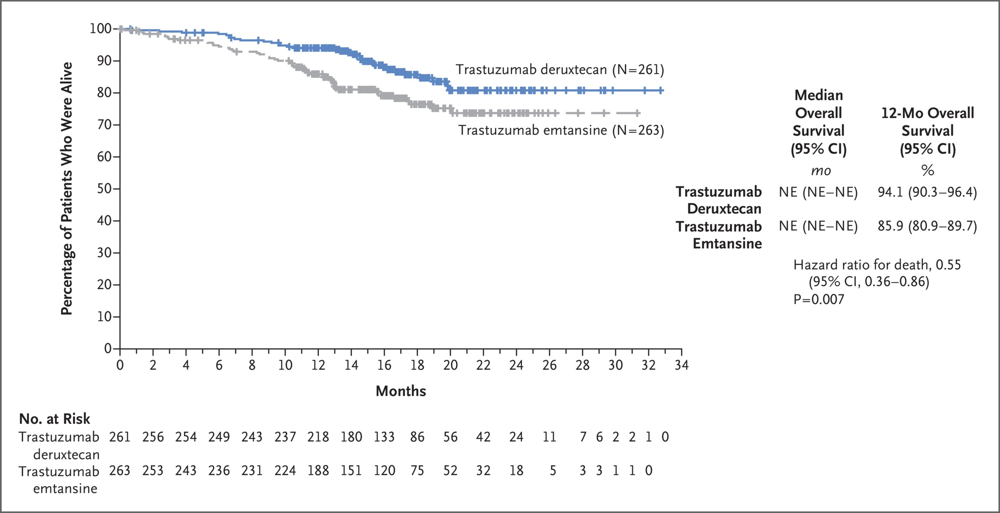 100
90
80
70
60
50
40
30
20
10
0
Percentage of Patients Who Were Alive
Trastuzumab deruxtecan (N=261)
Trastuzumab emtansine (N=263)
0 2 4 6 8 10 12 14 16 18 20 22 24 26 28 30 32 34
Months
Median
Overall
Survival
(95% CI)
12-Mo Overall
Survival
(95% CI)
mo %
Trastuzumab NE (NE–NE) 94.1 (90.3–96.4)
Deruxtecan
Trastuzumab NE (NE–NE) 85.9 (80.9–89.7)
Emtansine
Hazard ratio for death, 0.55
(95% CI, 0.36–0.86)
P=0.007
No. at Risk
Trastuzumab 261 256 254 249 243 237 218 180 133 86 56 42 24 11 7 6 2 2 1 0
deruxtecan
Trastuzumab 263 253 243 236 231 224 188 151 120 75 52 32 18 5 3 3 1 1 0
emtansine